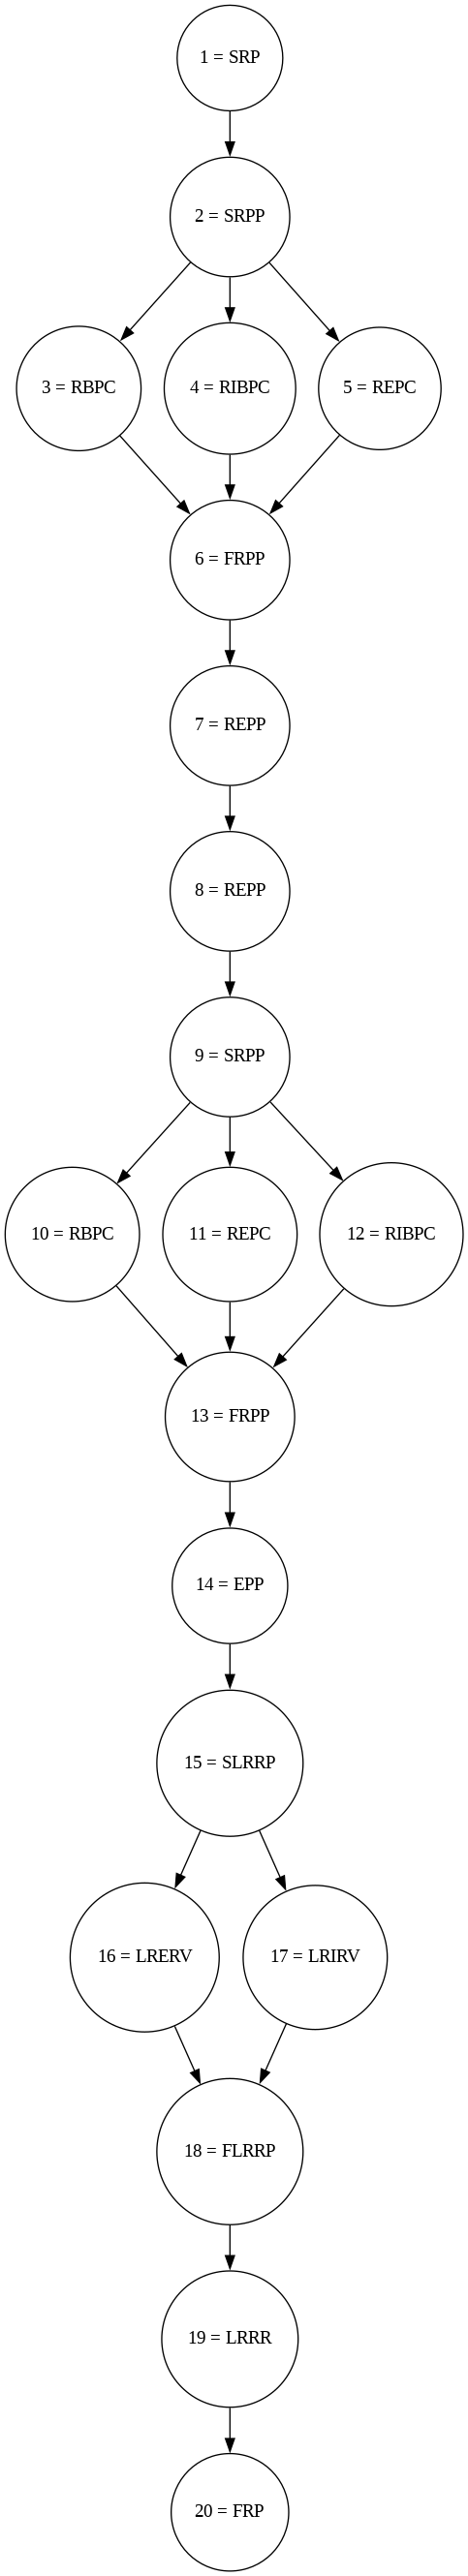 1 = SRP
2 = SRPP
3 = RBPC
4 = RIBPC
5 = REPC
6 = FRPP
7 = REPP
8 = REPP
9 = SRPP
10 = RBPC
11 = REPC
12 = RIBPC
13 = FRPP
14 = EPP
15 = SLRRP
16 = LRERV
17 = LRIRV
18 = FLRRP
19 = LRRR
20 = FRP